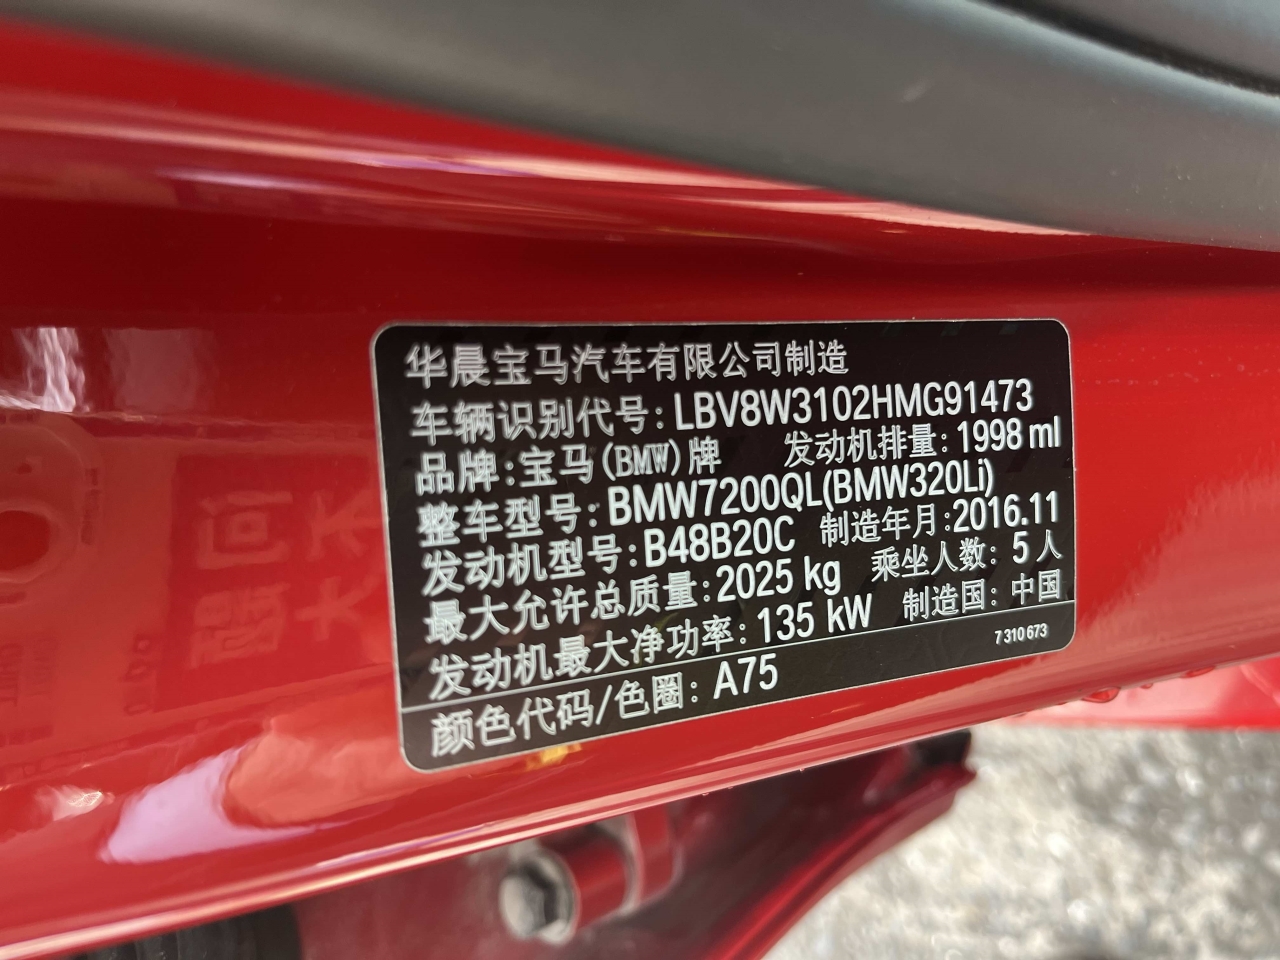 华晨宝马汽车有限公司制造
车辆识别代号: LBV8W3102HMG91473
品牌: 宝马(BMW)牌 发动机排量: 1998 ml
整车型号: BMW7200QL(BMW320Li)
发动机型号: B48B20C 制造年月: 2016.11
最大允许总质量: 2025 kg 乘坐人数: 5 人
发动机最大净功率: 135 kW 制造国: 中国
颜色代码/色圈: A75 7 310 673